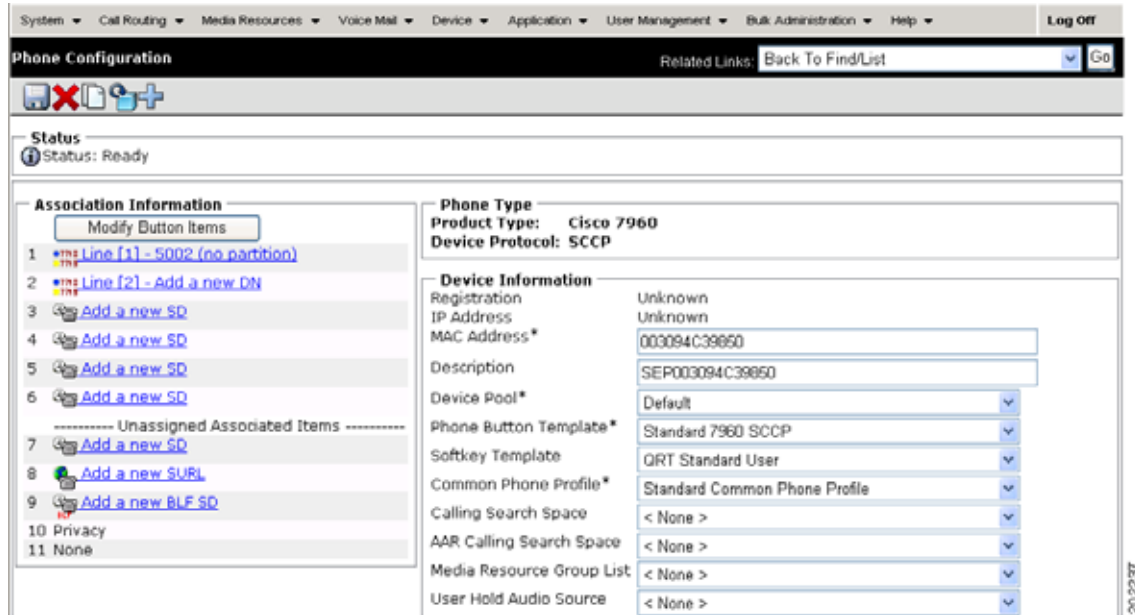 System Call Routing Media Resources Voice Mail Device Application User Management Bulk Administration Help Log Off
Phone Configuration Related Links: Back To Find/List Go
Status
Status: Ready
Association Information
Modify Button Items
1 Line [1] - 5002 (no partition)
2 Line [2] - Add a new DN
3 Add a new SD
4 Add a new SD
5 Add a new SD
6 Add a new SD
---------- Unassigned Associated Items ----------
7 Add a new SD
8 Add a new SURL
9 Add a new BLF SD
10 Privacy
11 None
Phone Type
Product Type: Cisco 7960
Device Protocol: SCCP
Device Information
Registration Unknown
IP Address Unknown
MAC Address* 003094C39850
Description SEP003094C39850
Device Pool* Default
Phone Button Template* Standard 7960 SCCP
Softkey Template QRT Standard User
Common Phone Profile* Standard Common Phone Profile
Calling Search Space < None >
AAR Calling Search Space < None >
Media Resource Group List < None >
User Hold Audio Source < None >